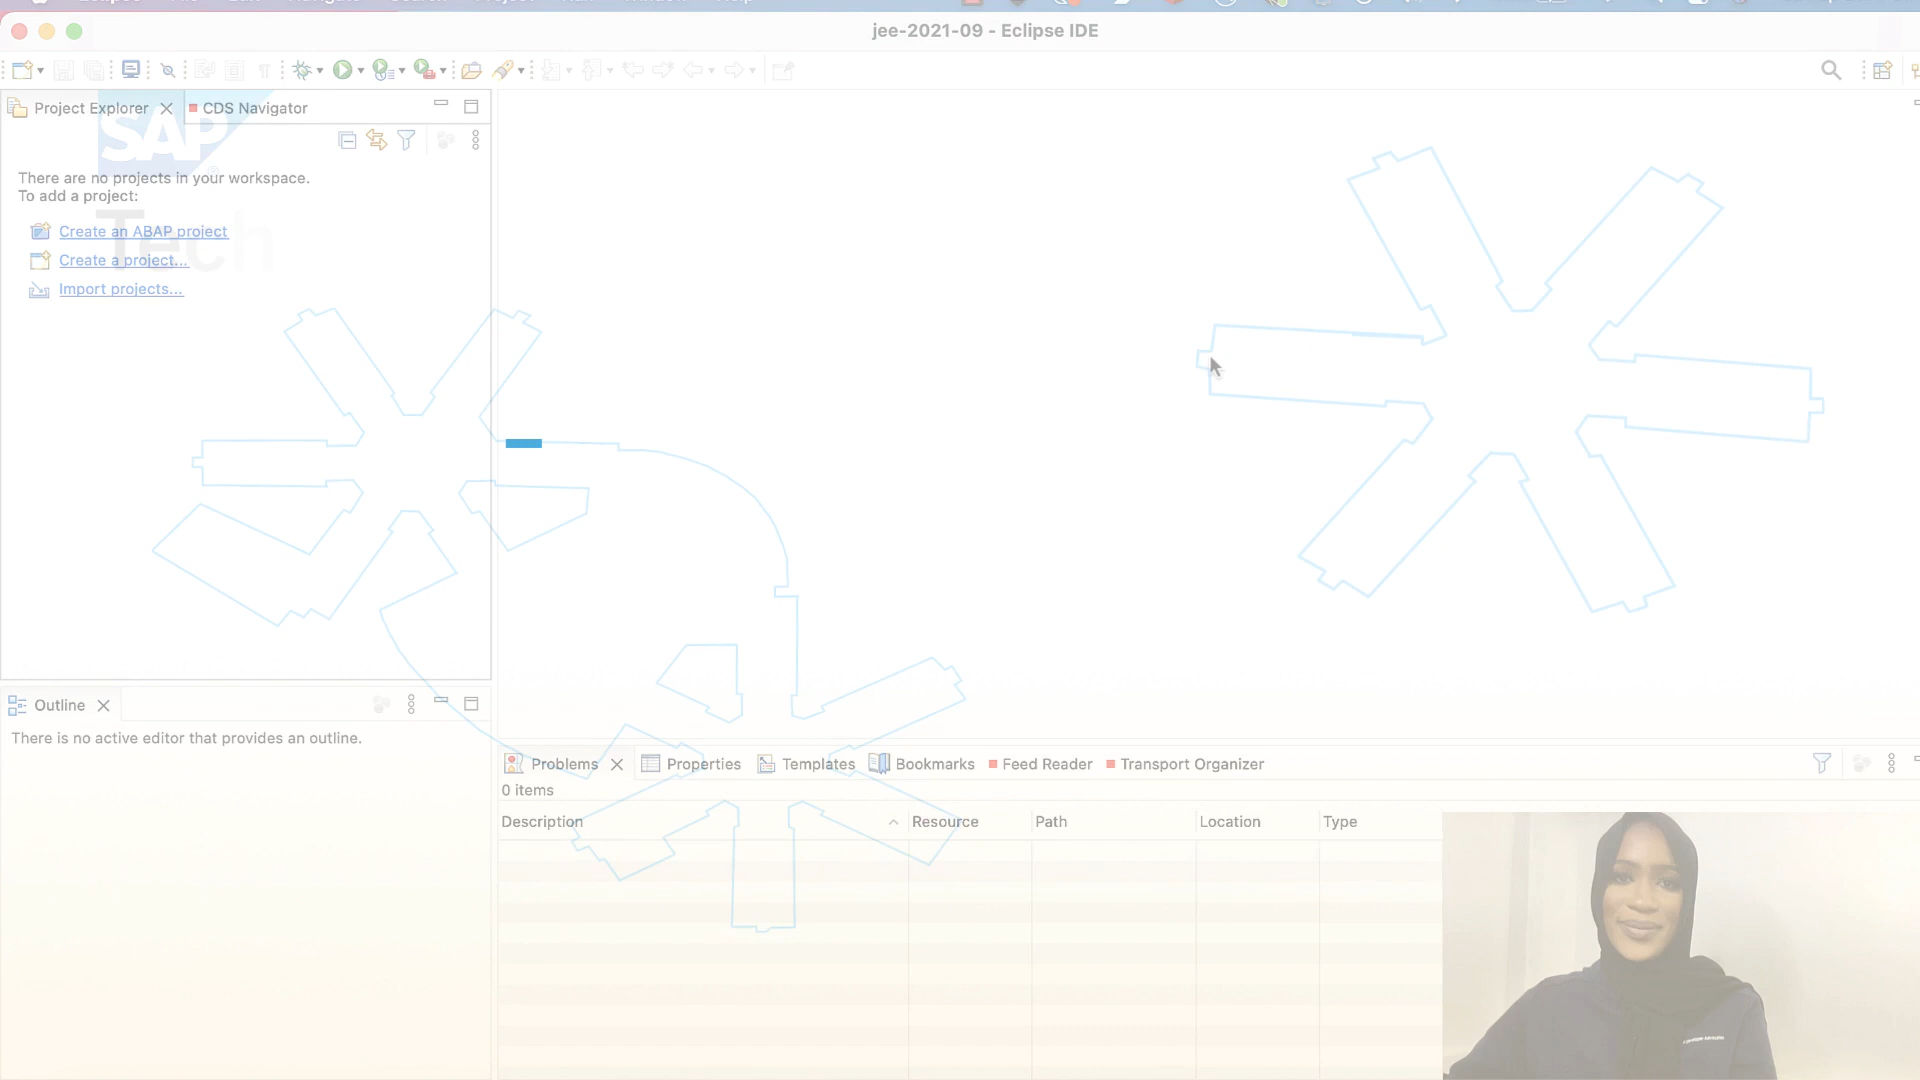 jee-2021-09 - Eclipse IDE
Project Explorer
CDS Navigator
SAP
There are no projects in your workspace.
To add a project:
Tech
Create an ABAP project
Create a project...
Import projects...
Outline
There is no active editor that provides an outline.
Problems
Properties
Templates
Bookmarks
Feed Reader
Transport Organizer
0 items
Description
Resource
Path
Location
Type